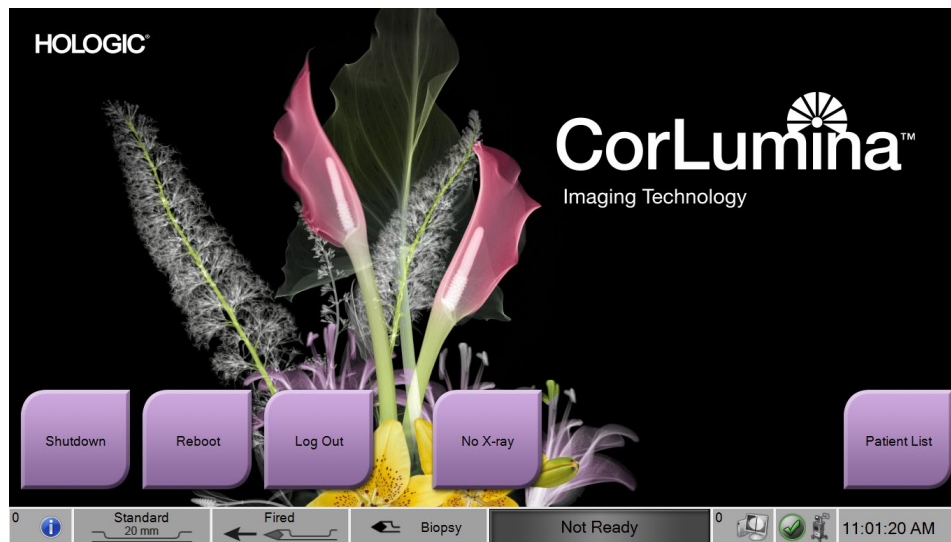 HOLOGIC®
CorLumina™
Imaging Technology
Shutdown
Reboot
Log Out
No X-ray
Patient List
0
Standard
20 mm
Fired
Biopsy
Not Ready
0
11:01:20 AM